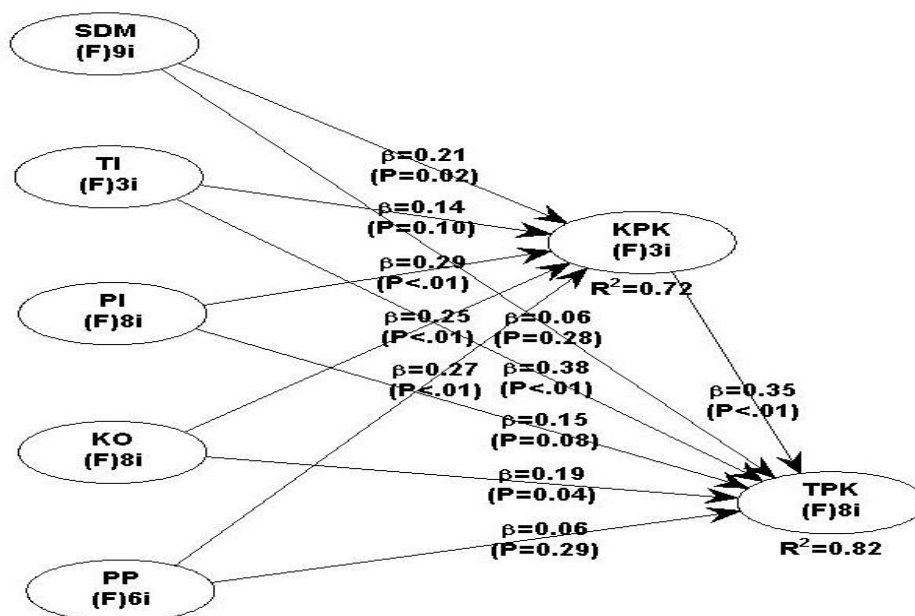 SDM
(F)9i
TI
(F)3i
PI
(F)8i
KO
(F)8i
PP
(F)6i
β=0.21
(P=0.02)
β=0.14
(P=0.10)
β=0.29
(P<.01)
β=0.25
(P<.01)
β=0.27
(P<.01)
β=0.06
(P=0.28)
β=0.38
(P<.01)
β=0.15
(P=0.08)
β=0.19
(P=0.04)
β=0.06
(P=0.29)
KPK
(F)3i
R²=0.72
β=0.35
(P<.01)
TPK
(F)8i
R²=0.82